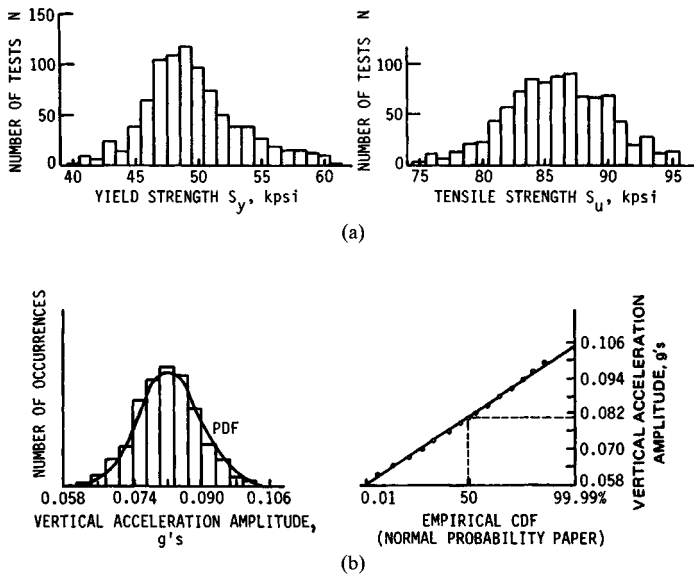 NUMBER OF TESTS N
150
100
50
0
40 45 50 55 60
YIELD STRENGTH Sy, kpsi
NUMBER OF TESTS N
100
50
0
75 80 85 90 95
TENSILE STRENGTH Su, kpsi
(a)
NUMBER OF OCCURRENCES
PDF
0.058 0.074 0.090 0.106
VERTICAL ACCELERATION AMPLITUDE,
g's
0.106
0.094
0.082
0.070
0.058
VERTICAL ACCELERATION
AMPLITUDE, g's
0.01 50 99.99%
EMPIRICAL CDF
(NORMAL PROBABILITY PAPER)
(b)